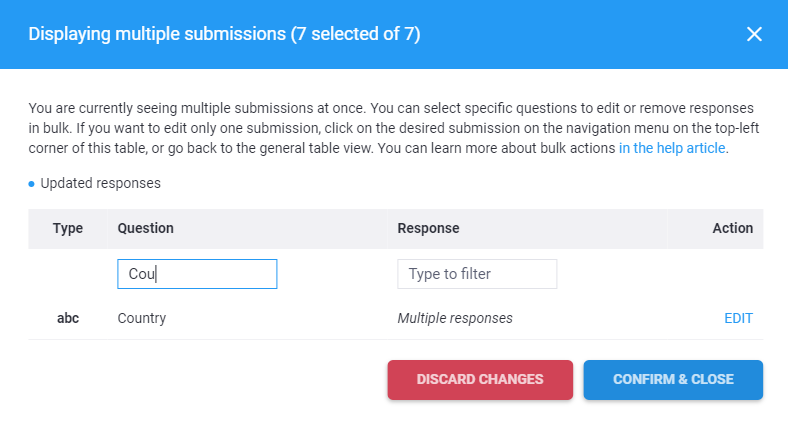 Displaying multiple submissions (7 selected of 7)
You are currently seeing multiple submissions at once. You can select specific questions to edit or remove responses
in bulk. If you want to edit only one submission, click on the desired submission on the navigation menu on the top-left
corner of this table, or go back to the general table view. You can learn more about bulk actions in the help article.
Updated responses
Type Question Response Action
Cou Type to filter
abc Country Multiple responses EDIT
DISCARD CHANGES CONFIRM & CLOSE